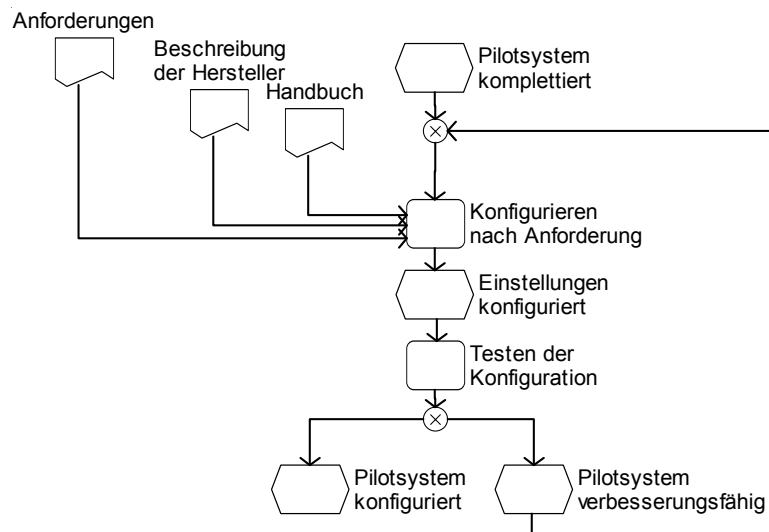 Anforderungen
Beschreibung
der Hersteller
Handbuch
Pilotsystem
komplettiert
Konfigurieren
nach Anforderung
Einstellungen
konfiguriert
Testen der
Konfiguration
Pilotsystem
konfiguriert
Pilotsystem
verbesserungsfähig